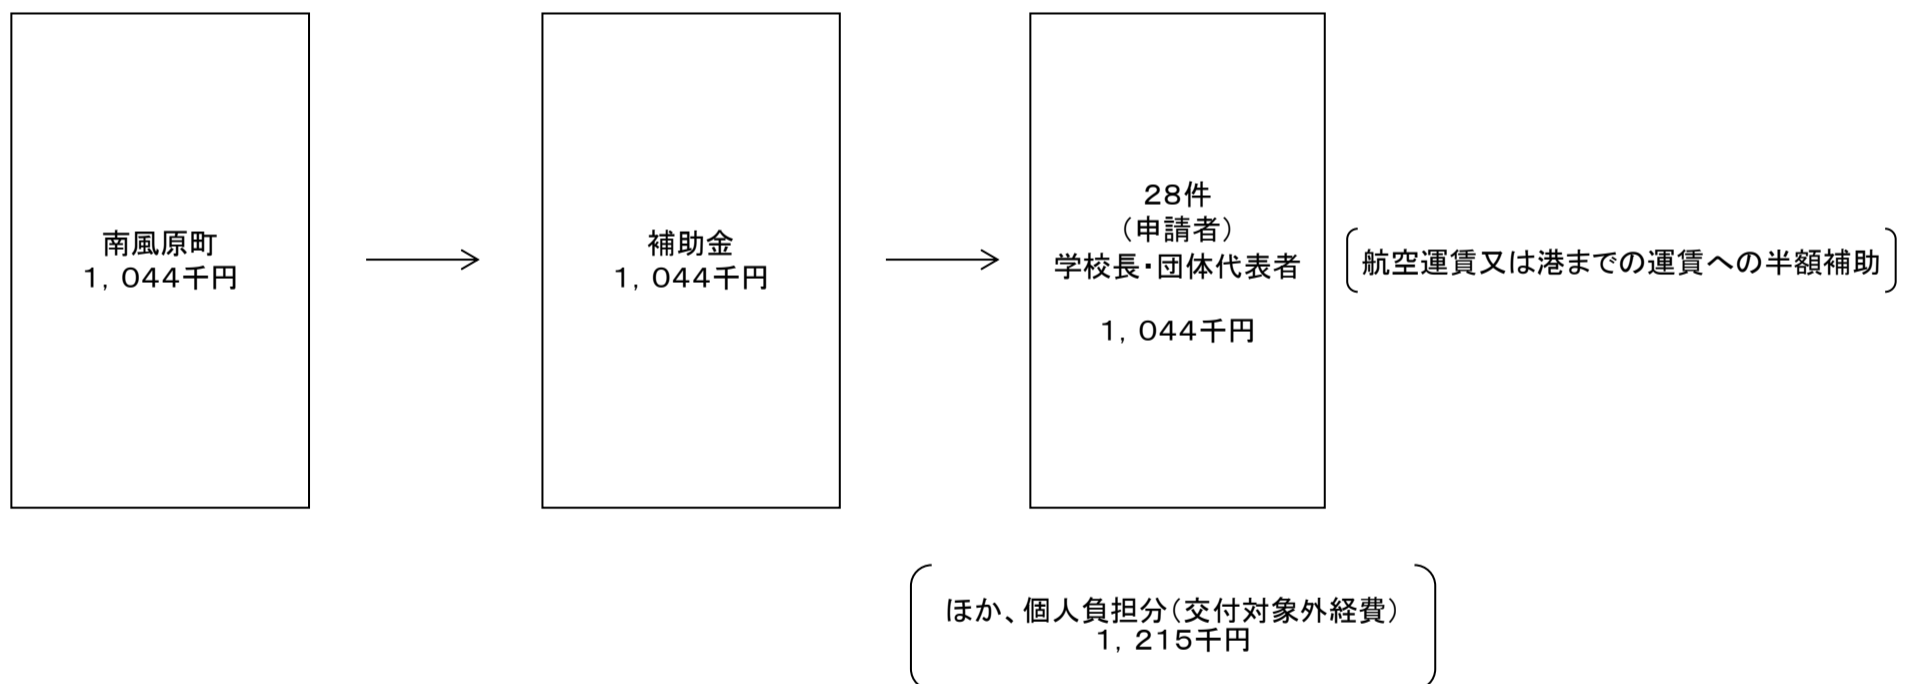 南風原町
1,044千円
補助金
1,044千円
28件
（申請者）
学校長・団体代表者
1,044千円
航空運賃又は港までの運賃への半額補助
ほか、個人負担分（交付対象外経費）
1,215千円